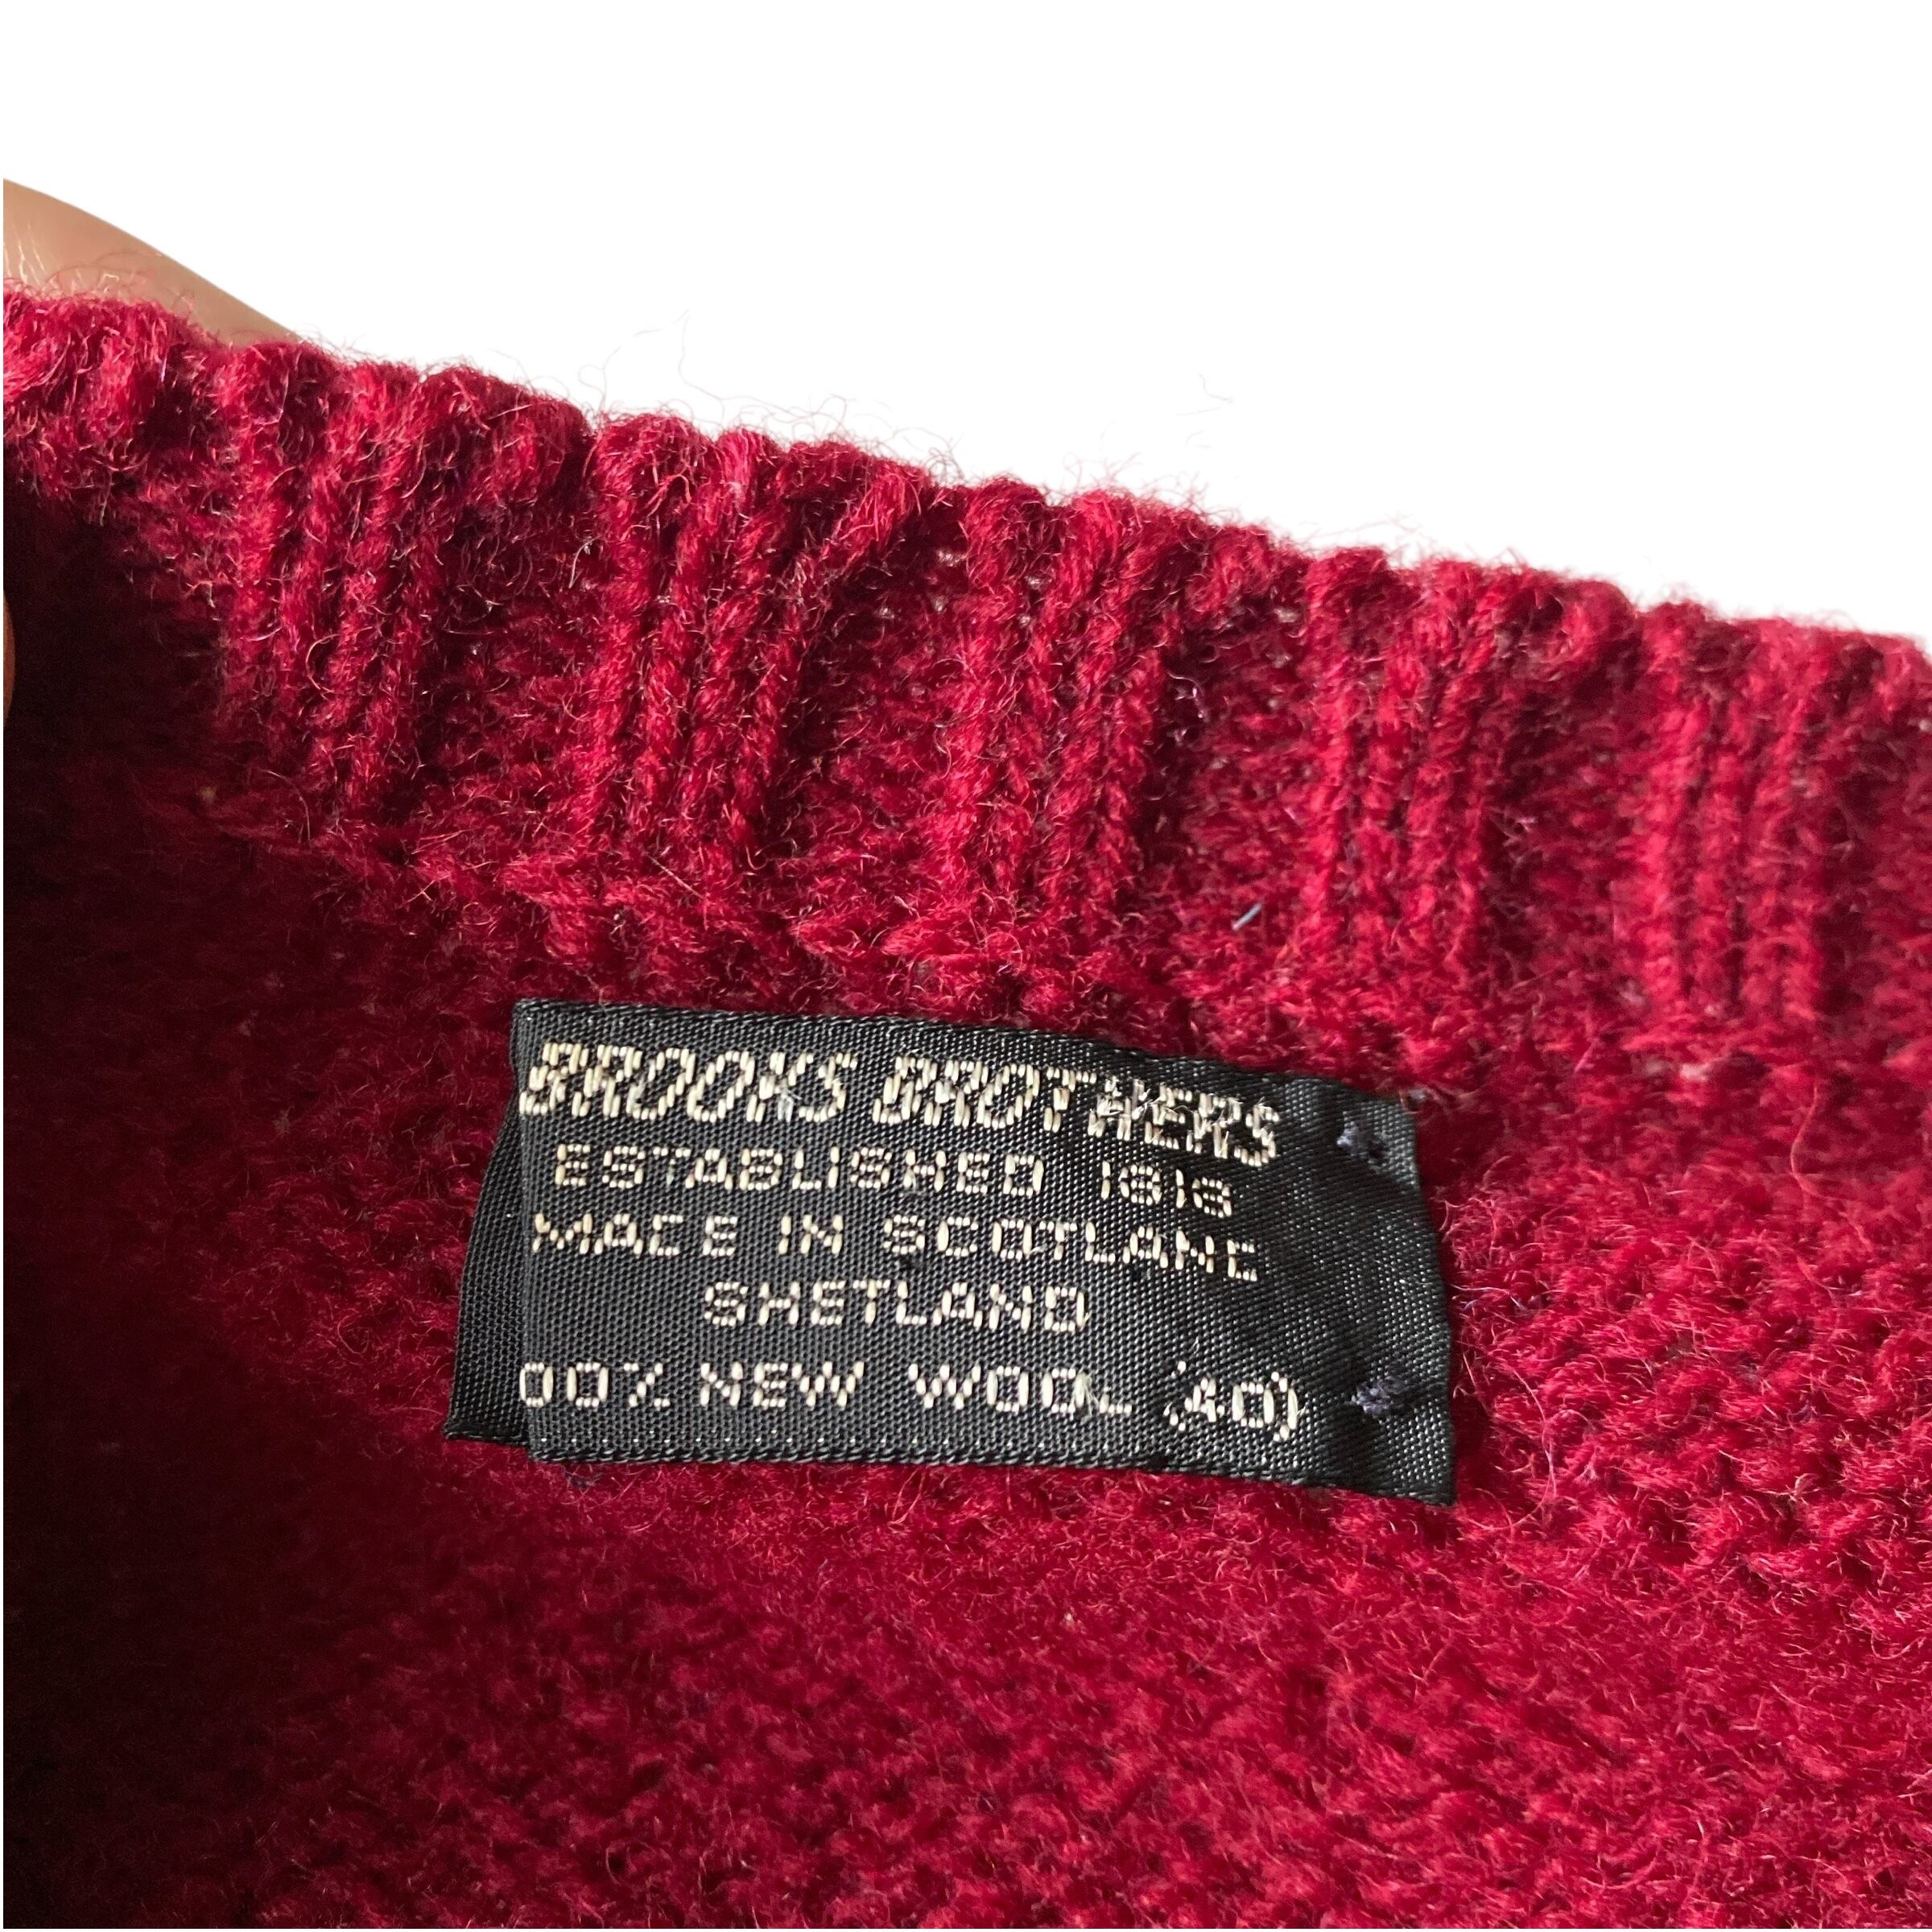 BROOKS BROTHERS
ESTABLISHED 1818
MADE IN SCOTLAND
SHETLAND
00% NEW WOOL (40)